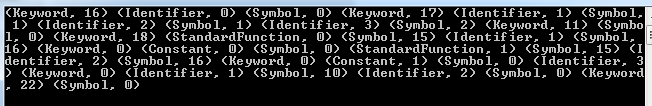 (Keyword, 16) (Identifier, 0) (Symbol, 0) (Keyword, 17) (Identifier, 1) (Symbol,
 1) (Identifier, 2) (Symbol, 1) (Identifier, 3) (Symbol, 2) (Keyword, 11) (Symbo
l, 0) (Keyword, 18) (StandardFunction, 0) (Symbol, 15) (Identifier, 1) (Symbol, 
16) (Keyword, 0) (Constant, 0) (Symbol, 0) (StandardFunction, 1) (Symbol, 15) (I
dentifier, 2) (Symbol, 16) (Keyword, 0) (Constant, 1) (Symbol, 0) (Identifier, 3
) (Keyword, 0) (Identifier, 1) (Symbol, 10) (Identifier, 2) (Symbol, 0) (Keyword
, 22) (Symbol, 0)